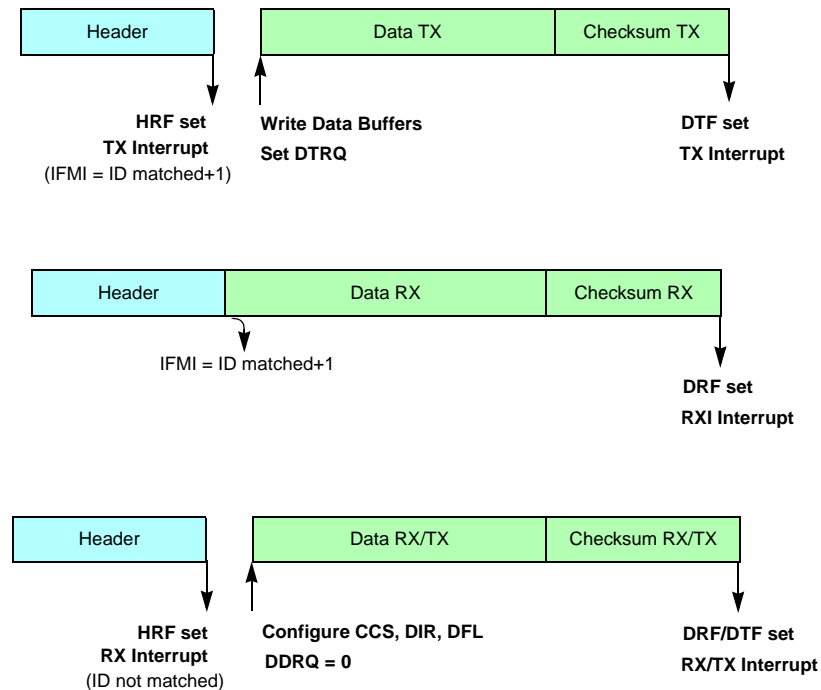 Header
Data TX
Checksum TX
HRF set
TX Interrupt
(IFMI = ID matched+1)
Write Data Buffers
Set DTRQ
DTF set
TX Interrupt
Header
Data RX
Checksum RX
IFMI = ID matched+1
DRF set
RXI Interrupt
Header
Data RX/TX
Checksum RX/TX
HRF set
RX Interrupt
(ID not matched)
Configure CCS, DIR, DFL
DDRQ = 0
DRF/DTF set
RX/TX Interrupt